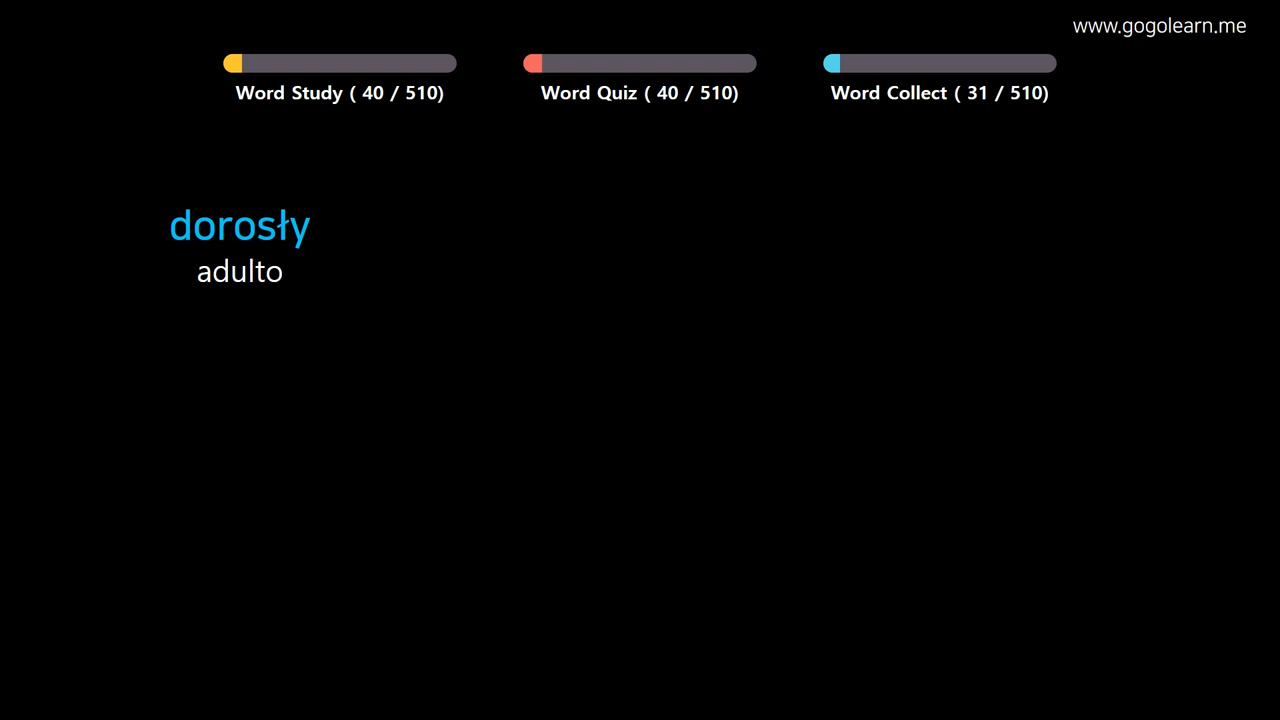 www.gogolearn.me
Word Study ( 40 / 510)
Word Quiz ( 40 / 510)
Word Collect ( 31 / 510)
dorosły
adulto